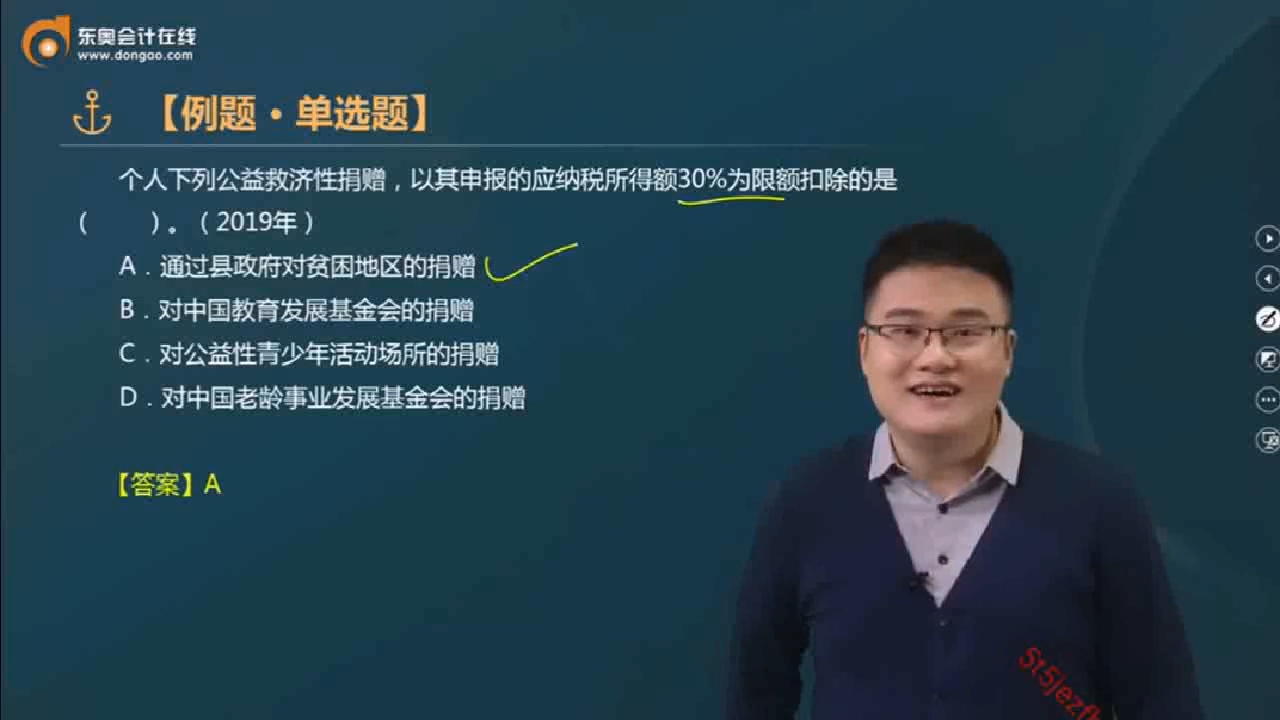 东奥会计在线
www.dongao.com
【例题·单选题】
个人下列公益救济性捐赠，以其申报的应纳税所得额30%为限额扣除的是
（　　）。（2019年）
A．通过县政府对贫困地区的捐赠
B．对中国教育发展基金会的捐赠
C．对公益性青少年活动场所的捐赠
D．对中国老龄事业发展基金会的捐赠
【答案】A